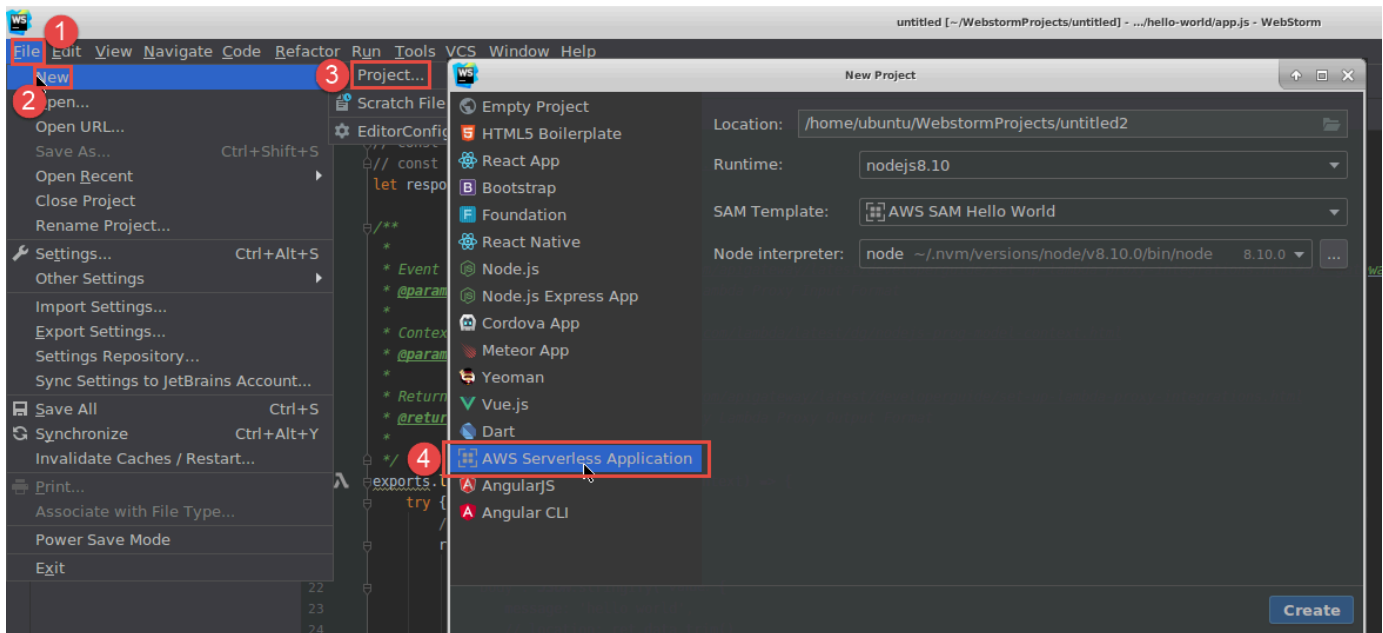 WS
untitled [~/WebstormProjects/untitled] - .../hello-world/app.js - WebStorm
1
File Edit View Navigate Code Refactor Run Tools VCS Window Help
New
2
Open...
Open URL...
Save As... Ctrl+Shift+S
Open Recent
Close Project
Rename Project...
Settings... Ctrl+Alt+S
Other Settings
Import Settings...
Export Settings...
Settings Repository...
Sync Settings to JetBrains Account...
Save All Ctrl+S
Synchronize Ctrl+Alt+Y
Invalidate Caches / Restart...
Print...
Associate with File Type...
Power Save Mode
Exit
3
Project...
Scratch File
EditorConfig
// const
let respo
/**
*
* Event
* @param
*
* Contex
* @param
*
* Return
* @retur
*
*/
exports.l
try {
/
r
22
23
24
WS
New Project
Empty Project
HTML5 Boilerplate
React App
Bootstrap
Foundation
React Native
Node.js
Node.js Express App
Cordova App
Meteor App
Yeoman
Vue.js
Dart
4
AWS Serverless Application
AngularJS
Angular CLI
Location: /home/ubuntu/WebstormProjects/untitled2
Runtime: nodejs8.10
SAM Template: AWS SAM Hello World
Node interpreter: node ~/.nvm/versions/node/v8.10.0/bin/node 8.10.0 ...
Create